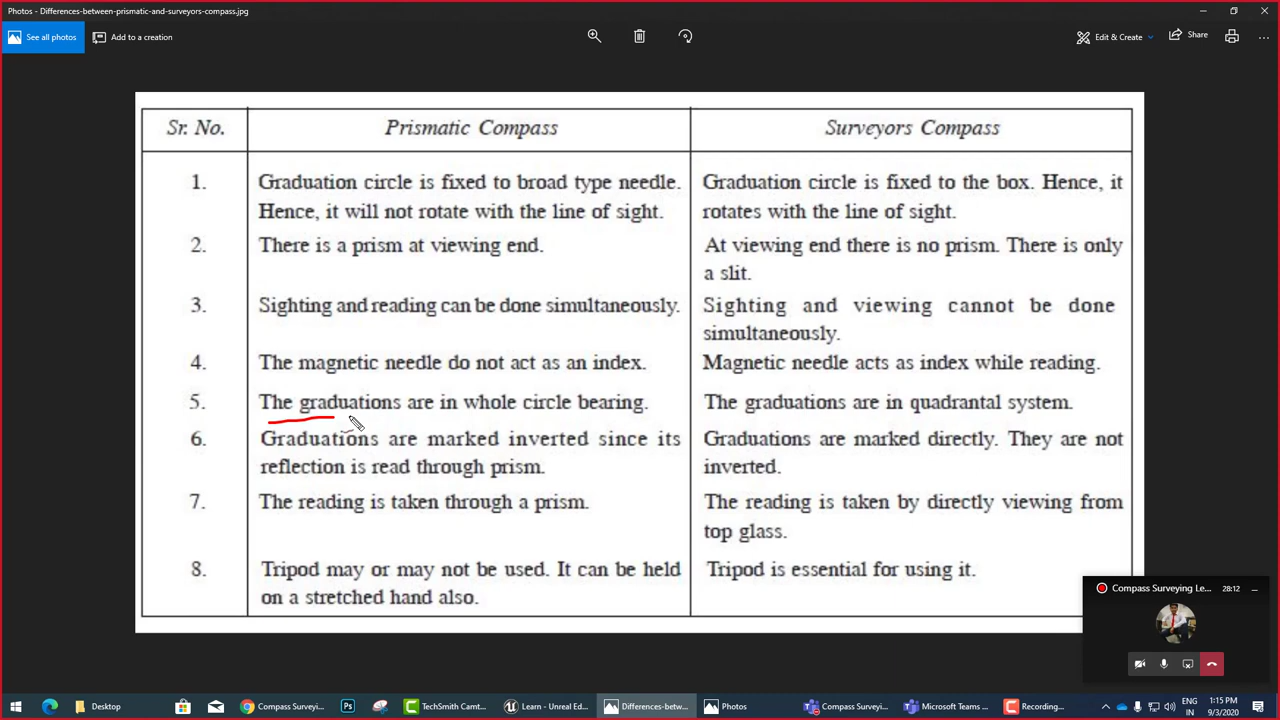 Photos - Differences-between-prismatic-and-surveyors-compass.jpg
See all photos
Add to a creation
Edit & Create
Share
Sr. No.
Prismatic Compass
Surveyors Compass
1.
Graduation circle is fixed to broad type needle.
Hence, it will not rotate with the line of sight.
Graduation circle is fixed to the box. Hence, it
rotates with the line of sight.
2.
There is a prism at viewing end.
At viewing end there is no prism. There is only
a slit.
3.
Sighting and reading can be done simultaneously.
Sighting and viewing cannot be done
simultaneously.
4.
The magnetic needle do not act as an index.
Magnetic needle acts as index while reading.
5.
The graduations are in whole circle bearing.
The graduations are in quadrantal system.
6.
Graduations are marked inverted since its
reflection is read through prism.
Graduations are marked directly. They are not
inverted.
7.
The reading is taken through a prism.
The reading is taken by directly viewing from
top glass.
8.
Tripod may or may not be used. It can be held
on a stretched hand also.
Tripod is essential for using it.
Compass Surveying Le...
28:12
Desktop
Compass Surveyi...
Ps
TechSmith Camt...
Learn - Unreal Ed...
Differences-betw...
Photos
Compass Surveyi...
Microsoft Teams ...
Recording...
ENG
IN
1:15 PM
9/3/2020